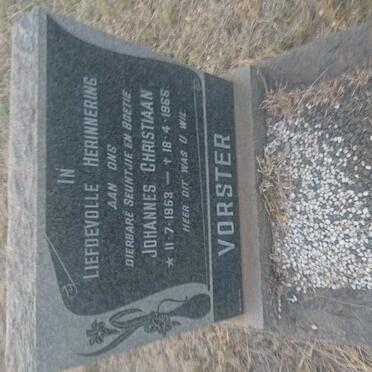 IN
LIEFDEVOLLE HERINNERING
AAN ONS
DIERBARE SEUNTJIE EN BOETIE
JOHANNES CHRISTIAAN
★ 11·7·1963 – † 18·4·1966
HEER DIT WAS U WIL
VORSTER